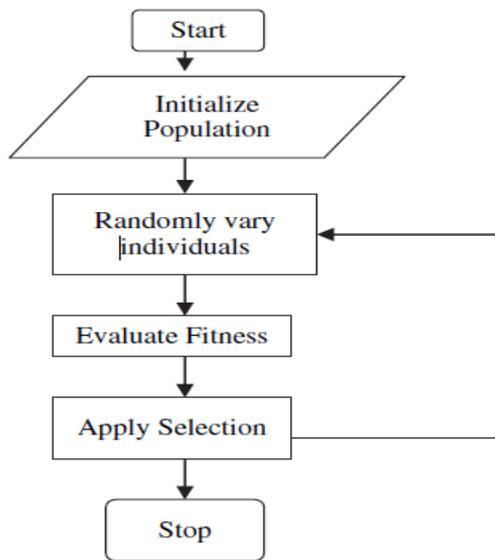 Start
Initialize
Population
Randomly vary
individuals
Evaluate Fitness
Apply Selection
Stop